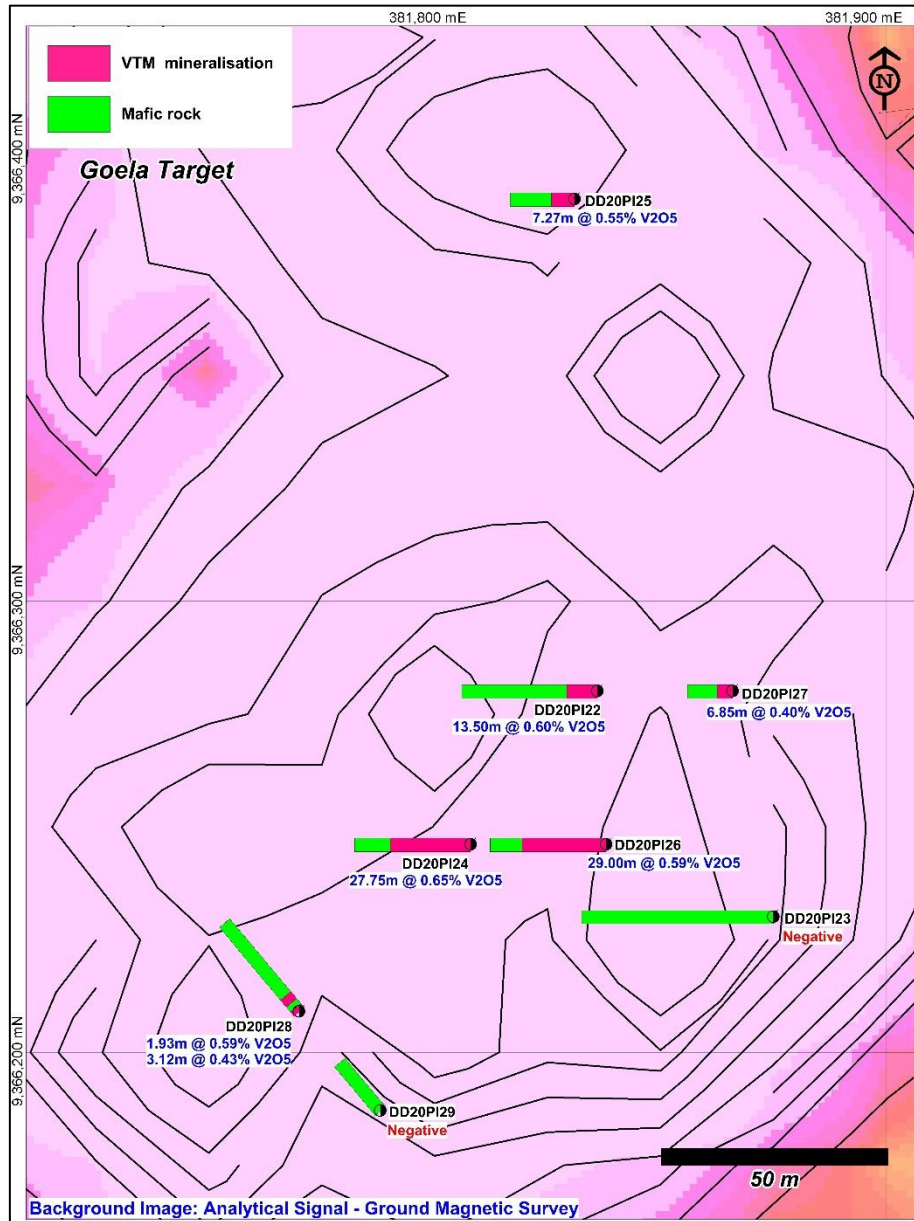 381,800 mE
381,900 mE
VTM mineralisation
Mafic rock
N
9,366,400 mN
Goela Target
DD20PI25
7.27m @ 0.55% V2O5
9,366,300 mN
DD20PI22
13.50m @ 0.60% V2O5
DD20PI27
6.85m @ 0.40% V2O5
DD20PI24
27.75m @ 0.65% V2O5
DD20PI26
29.00m @ 0.59% V2O5
DD20PI23
Negative
DD20PI28
1.93m @ 0.59% V2O5
3.12m @ 0.43% V2O5
9,366,200 mN
DD20PI29
Negative
50 m
Background Image: Analytical Signal - Ground Magnetic Survey